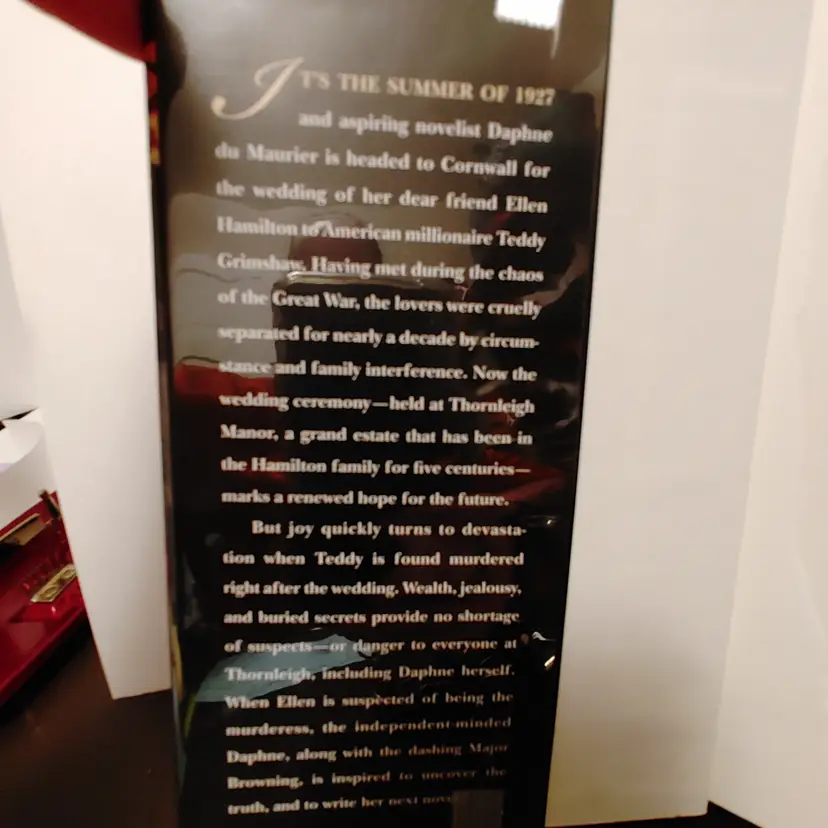 IT'S THE SUMMER OF 1927
and aspiring novelist Daphne
du Maurier is headed to Cornwall for
the wedding of her dear friend Ellen
Hamilton to American millionaire Teddy
Grimshaw. Having met during the chaos
of the Great War, the lovers were cruelly
separated for nearly a decade by circum-
stance and family interference. Now the
wedding ceremony—held at Thornleigh
Manor, a grand estate that has been in
the Hamilton family for five centuries—
marks a renewed hope for the future.
But joy quickly turns to devasta-
tion when Teddy is found murdered
right after the wedding. Wealth, jealousy,
and buried secrets provide no shortage
of suspects—or danger to everyone at
Thornleigh, including Daphne herself.
When Ellen is suspected of being the
murderess, the independent-minded
Daphne, along with the dashing Major
Browning, is inspired to uncover the
truth, and to write her next